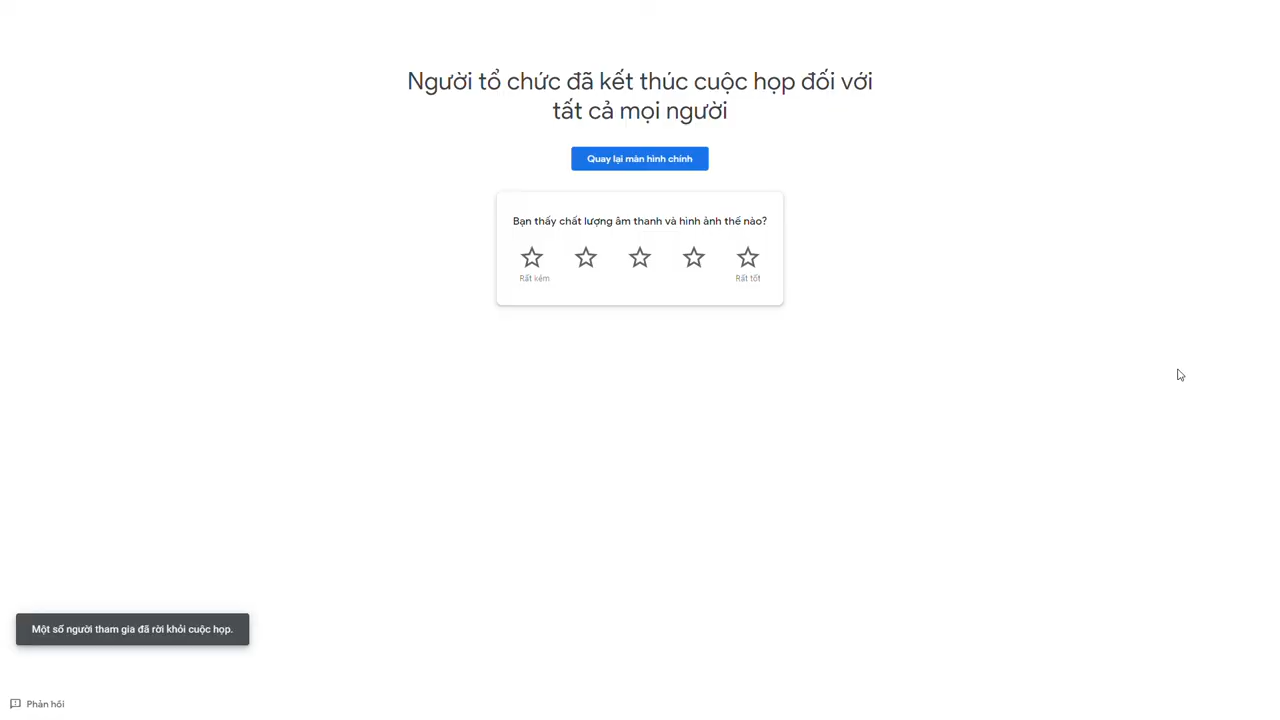 Người tổ chức đã kết thúc cuộc họp đối với
tất cả mọi người
Quay lại màn hình chính
Bạn thấy chất lượng âm thanh và hình ảnh thế nào?
Rất kém
Rất tốt
Một số người tham gia đã rời khỏi cuộc họp.
Phản hồi